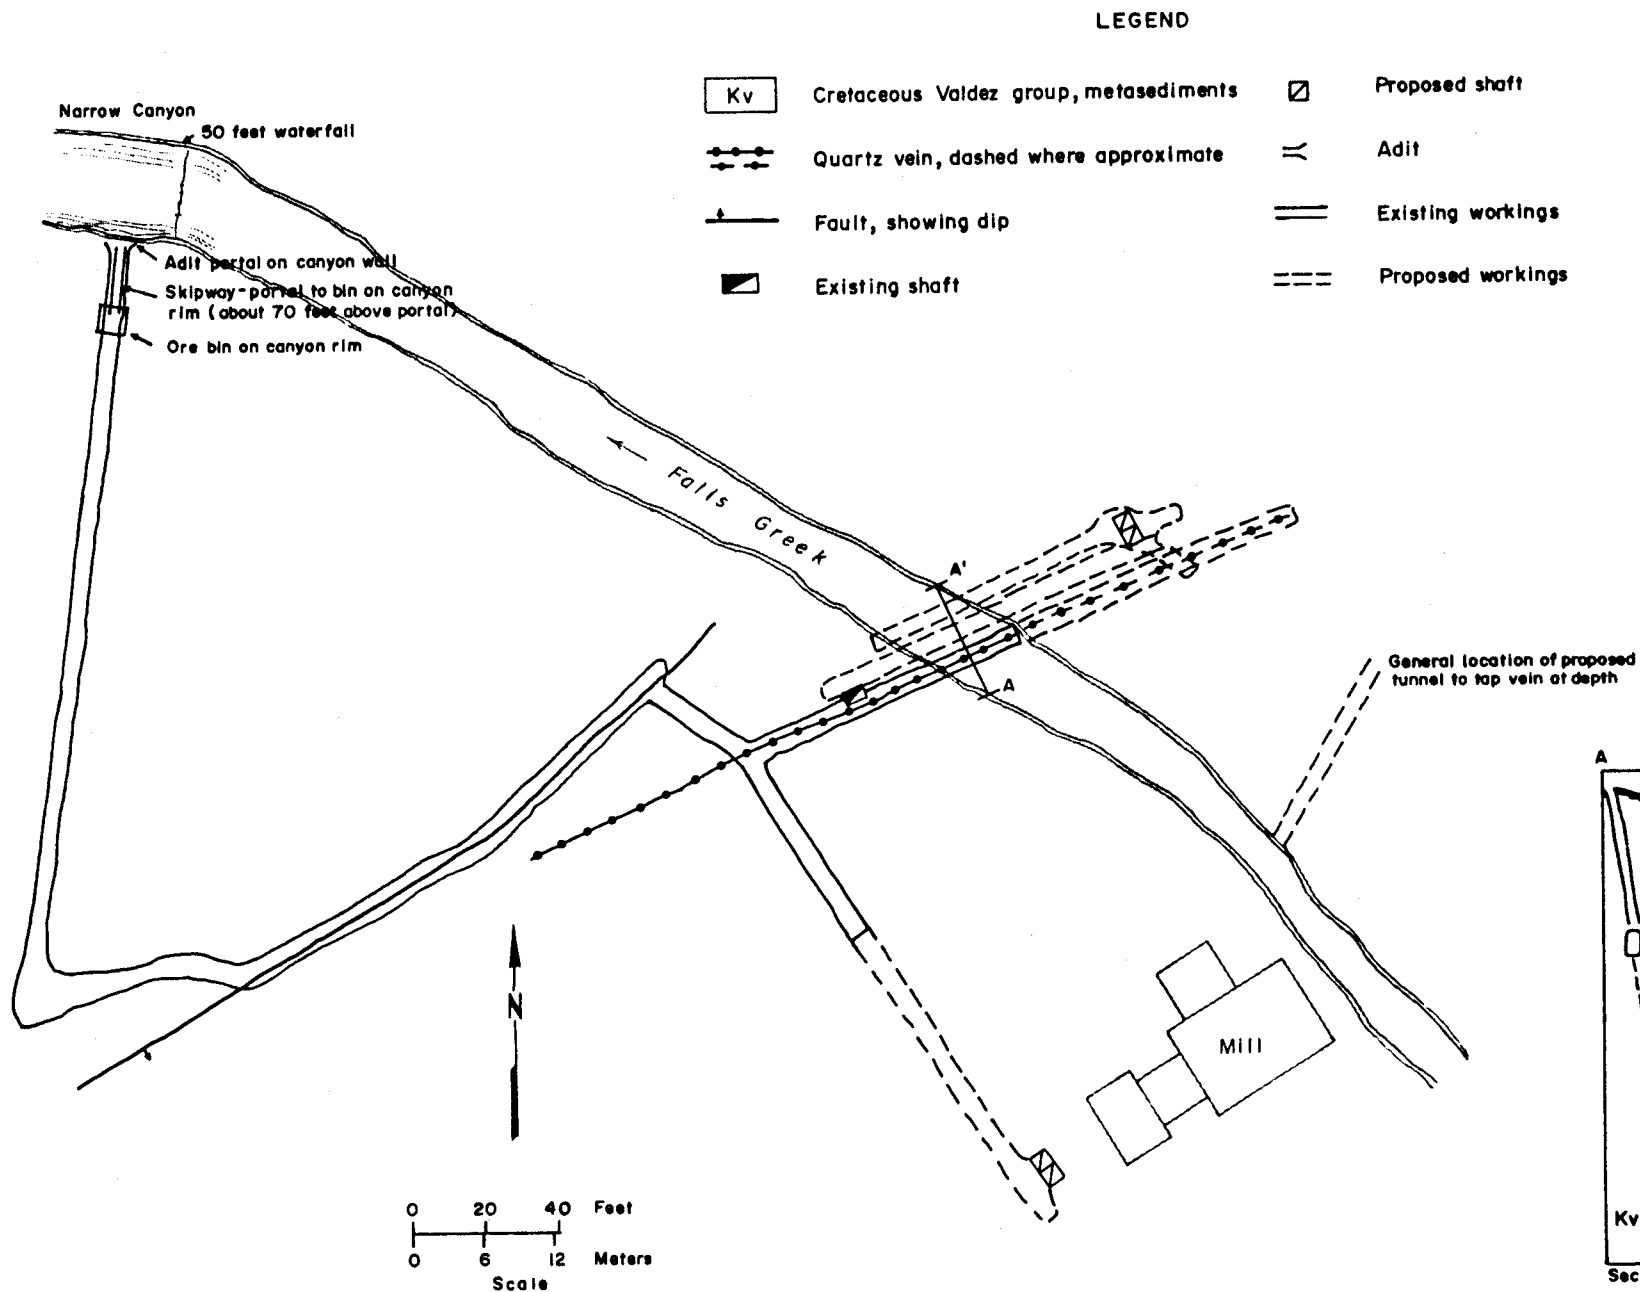 LEGEND
Kv
Cretaceous Valdez group, metasediments
Quartz vein, dashed where approximate
Fault, showing dip
Existing shaft
Proposed shaft
Adit
Existing workings
Proposed workings
Narrow Canyon
50 feet waterfall
Adit portal on canyon wall
Skipway-portal to bin on canyon
rim (about 70 feet above portal)
Ore bin on canyon rim
Falls Greek
A'
A
General location of proposed
tunnel to tap vein at depth
A
N
Mill
0 20 40 Feet
0 6 12 Meters
Scale
Kv
Sec